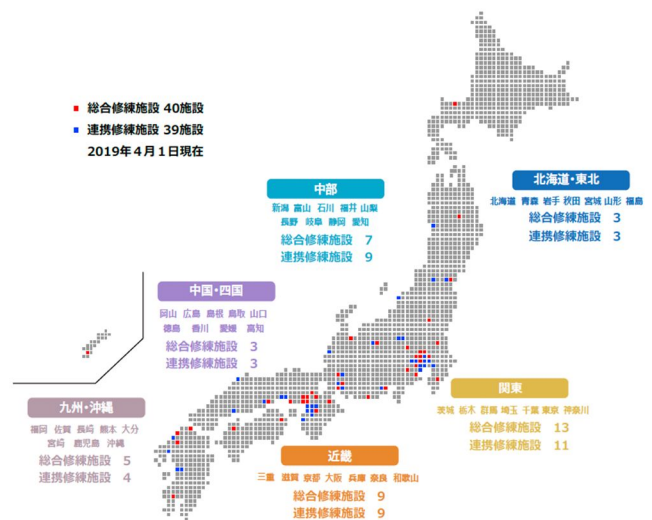 総合修練施設 40施設
連携修練施設 39施設
2019年4月1日現在
北海道・東北
北海道 青森 岩手 秋田 宮城 山形 福島
総合修練施設 3
連携修練施設 3
中部
新潟 富山 石川 福井 山梨
長野 岐阜 静岡 愛知
総合修練施設 7
連携修練施設 9
中国・四国
岡山 広島 島根 鳥取 山口
徳島 香川 愛媛 高知
総合修練施設 3
連携修練施設 3
関東
茨城 栃木 群馬 埼玉 千葉 東京 神奈川
総合修練施設 13
連携修練施設 11
九州・沖縄
福岡 佐賀 長崎 熊本 大分
宮崎 鹿児島 沖縄
総合修練施設 5
連携修練施設 4
近畿
三重 滋賀 京都 大阪 兵庫 奈良 和歌山
総合修練施設 9
連携修練施設 9